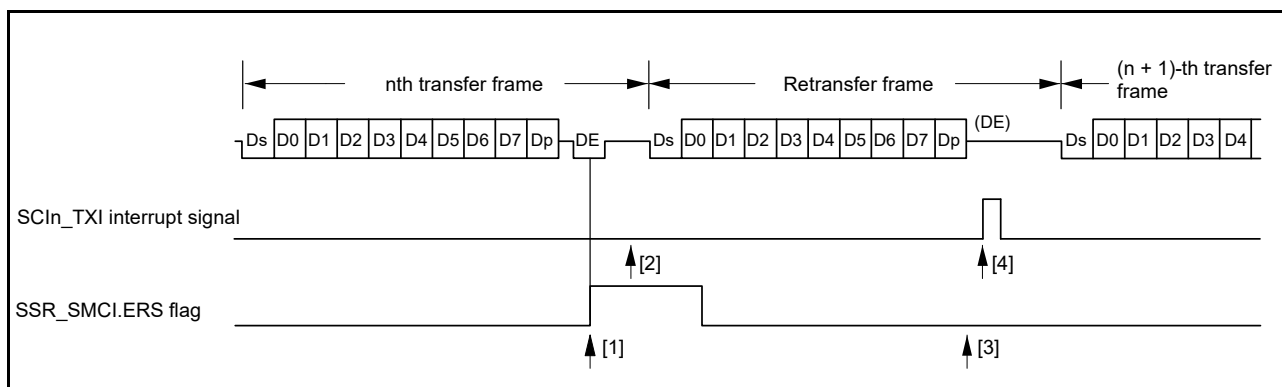 nth transfer frame
Retransfer frame
(n + 1)-th transfer
frame
Ds D0 D1 D2 D3 D4 D5 D6 D7 Dp DE Ds D0 D1 D2 D3 D4 D5 D6 D7 Dp (DE) Ds D0 D1 D2 D3 D4
SCIn_TXI interrupt signal
[2] [4]
SSR_SMCI.ERS flag
[1] [3]